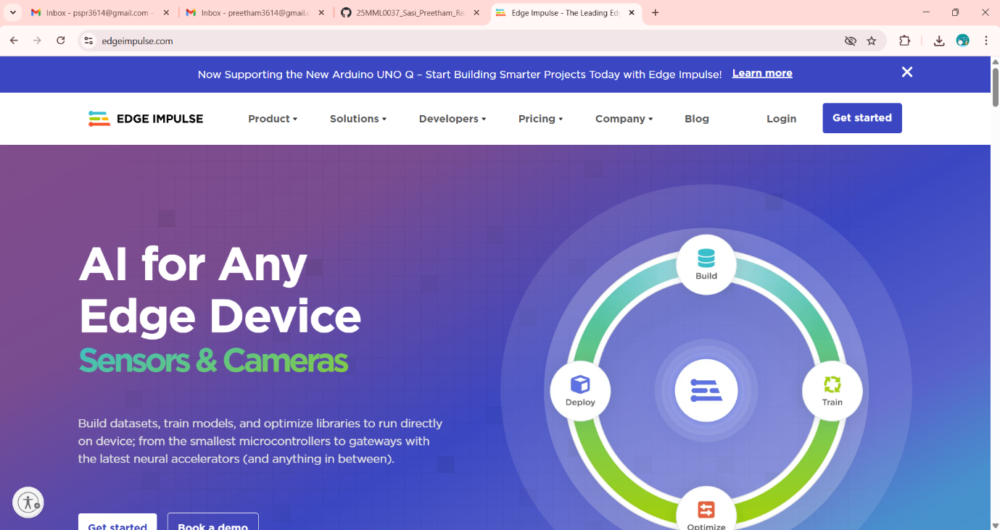 Inbox - pspr3614@gmail.com -
Inbox - preetham3614@gmail.c
25MML0037_Sasi_Preetham_Re
Edge Impulse - The Leading Ed
edgeimpulse.com
Now Supporting the New Arduino UNO Q – Start Building Smarter Projects Today with Edge Impulse! Learn more
EDGE IMPULSE
Product
Solutions
Developers
Pricing
Company
Blog
Login
Get started
AI for Any
Edge Device
Sensors & Cameras
Build datasets, train models, and optimize libraries to run directly
on device; from the smallest microcontrollers to gateways with
the latest neural accelerators (and anything in between).
Get started
Book a demo
Build
Deploy
Train
Optimize